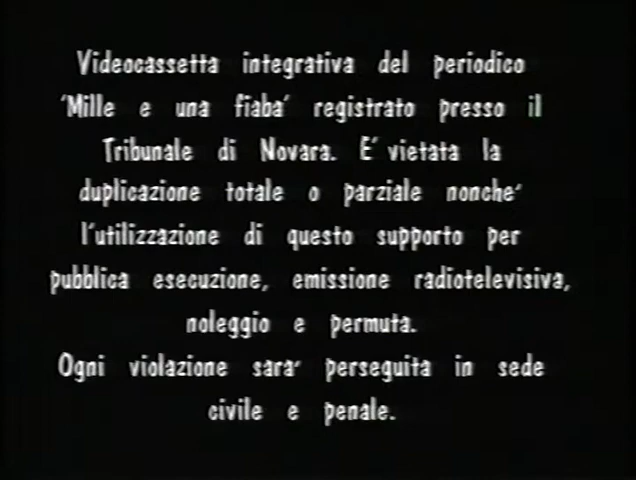 Videocassetta integrativa del periodico
'Mille e una fiaba' registrato presso il
Tribunale di Novara. E' vietata la
duplicazione totale o parziale nonche'
l'utilizzazione di questo supporto per
pubblica esecuzione, emissione radiotelevisiva,
noleggio e permuta.
Ogni violazione sara' perseguita in sede
civile e penale.